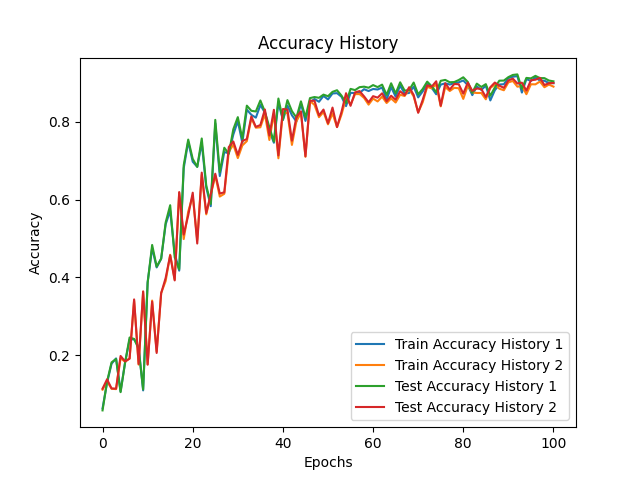 Accuracy History
0.8
0.6
0.4
0.2
Accuracy
0
20
40
60
80
100
Epochs
Train Accuracy History 1
Train Accuracy History 2
Test Accuracy History 1
Test Accuracy History 2